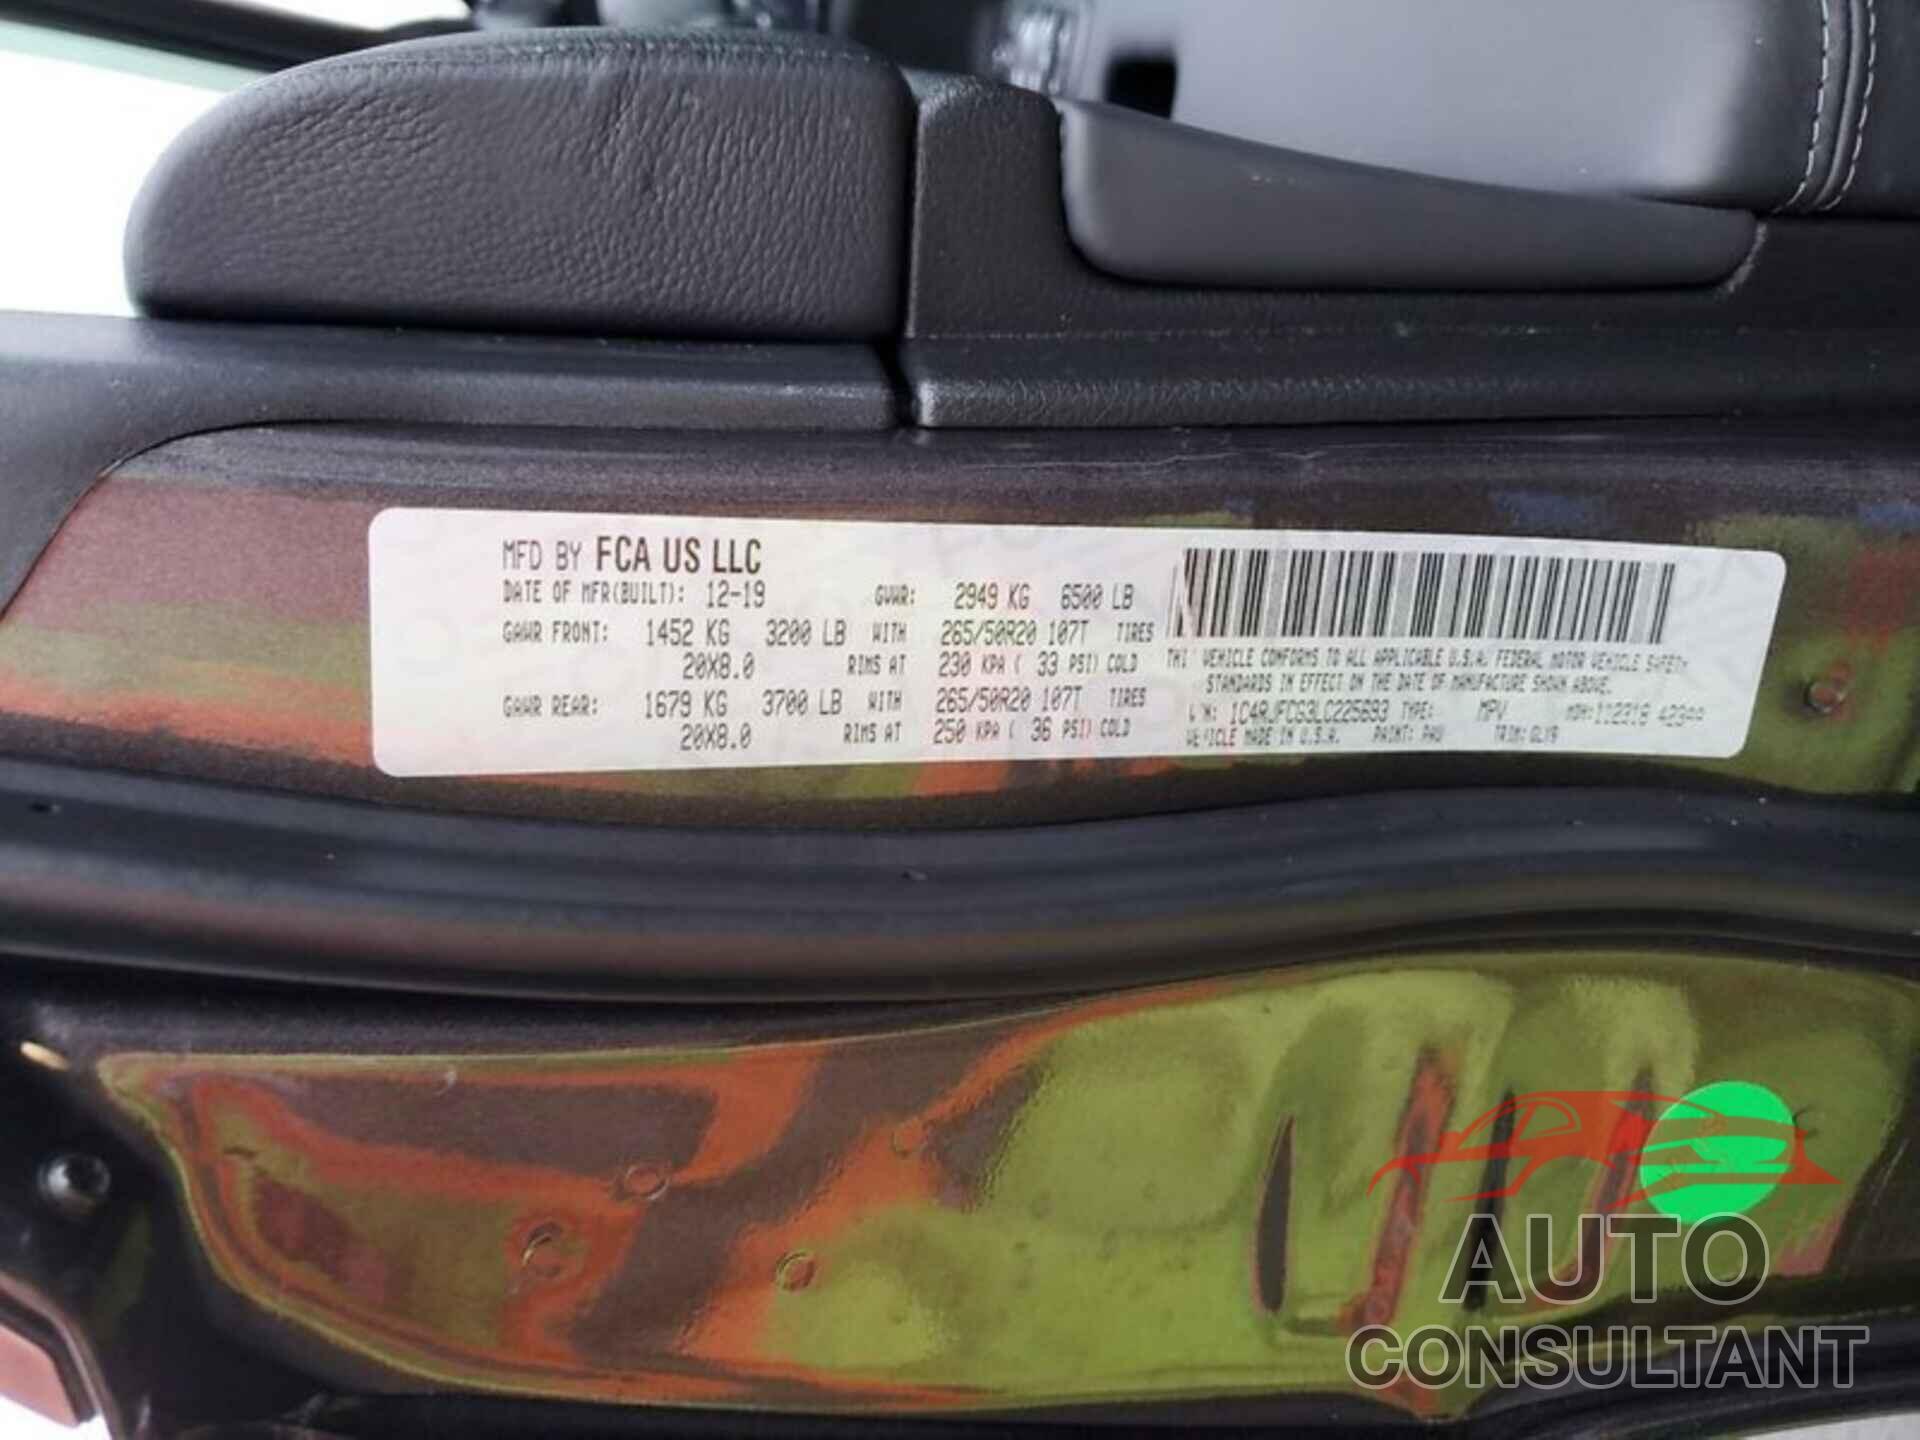 MFD BY FCA US LLC
DATE OF MFR(BUILT): 12-19 GVWR: 2949 KG 6500 LB
GAWR FRONT: 1452 KG 3200 LB WITH 265/50R20 107T TIRES
20X8.0 RIMS AT 230 KPA ( 33 PSI) COLD
GAWR REAR: 1679 KG 3700 LB WITH 265/50R20 107T TIRES
20X8.0 RIMS AT 250 KPA ( 36 PSI) COLD
VEHICLE CONFORMS TO ALL APPLICABLE U.S.A. FEDERAL MOTOR VEHICLE SAFETY
STANDARDS IN EFFECT ON THE DATE OF MANUFACTURE SHOWN ABOVE.
1C4RJFCG3LC225693 TYPE: MPV
VEHICLE MADE IN U.S.A. PAINT: PAU TRIM:
AUTO
CONSULTANT